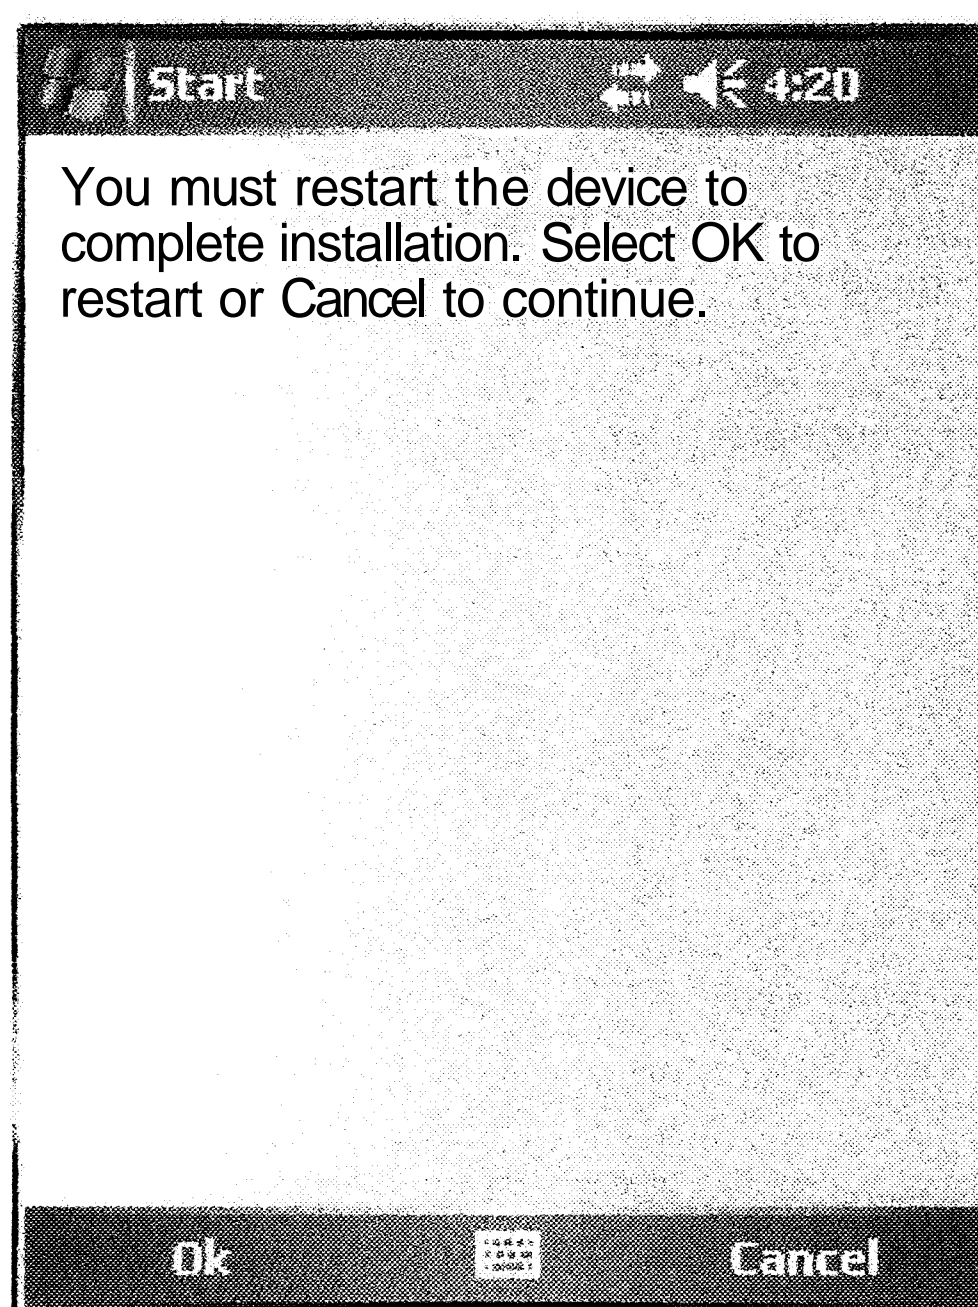 Start 4:20
You must restart the device to
complete installation. Select OK to
restart or Cancel to continue.
Ok Cancel